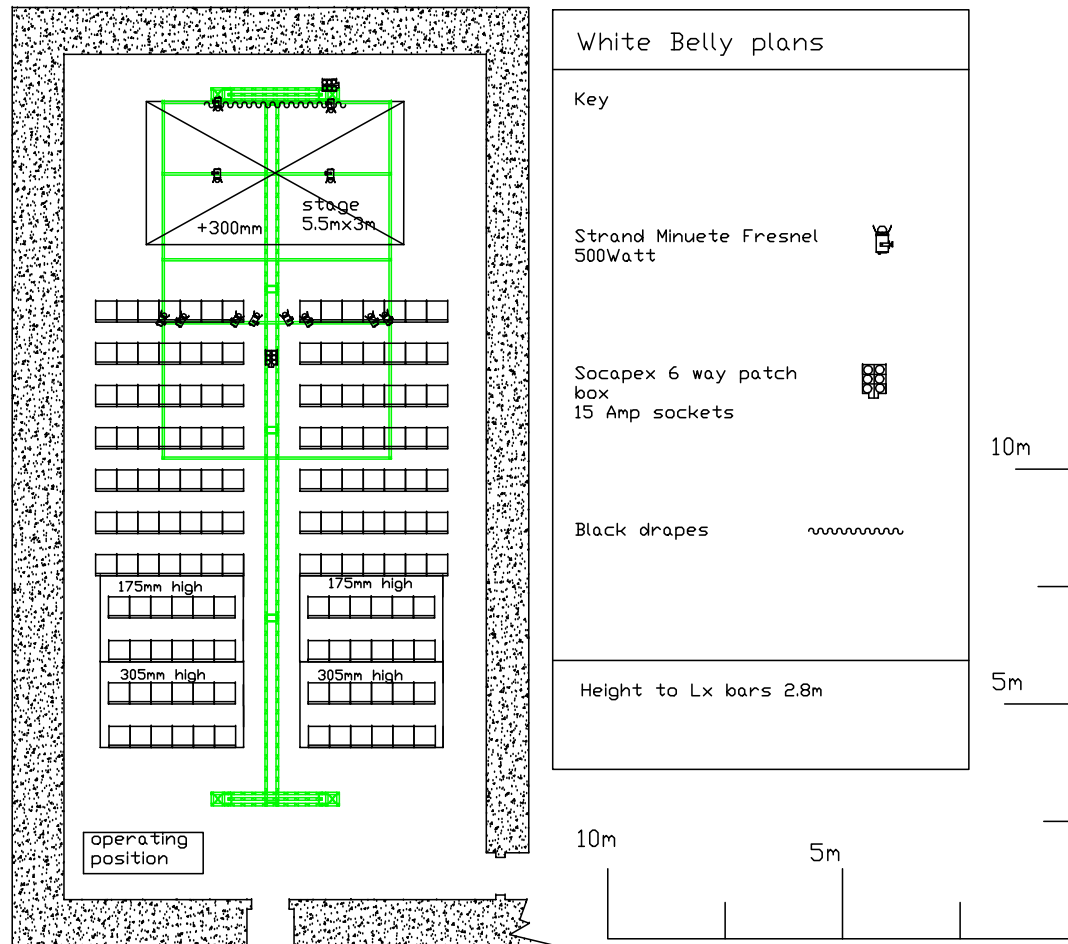 White Belly plans
Key
stage
5.5mx3m
+300mm
Strand Minuete Fresnel
500Watt
Socapex 6 way patch
box
15 Amp sockets
10m
Black drapes
175mm high
175mm high
305mm high
305mm high
Height to Lx bars 2.8m
5m
operating
position
10m
5m